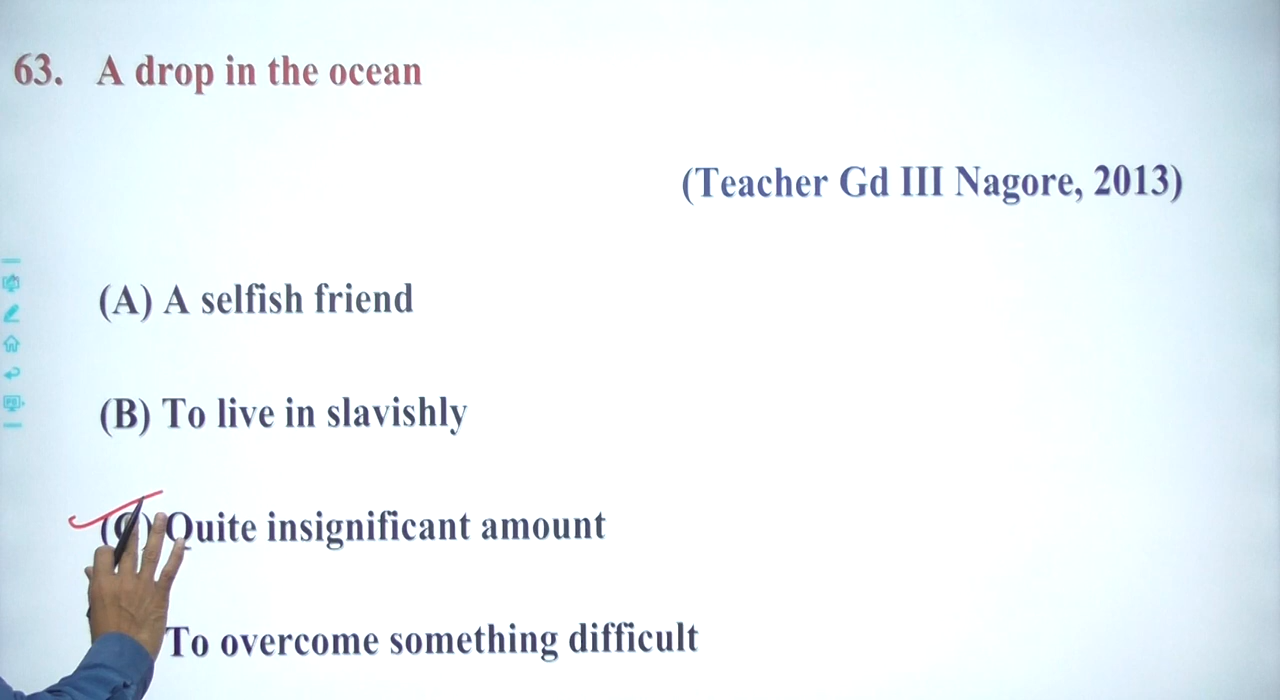 63. A drop in the ocean
(Teacher Gd III Nagore, 2013)
(A) A selfish friend
(B) To live in slavishly
(C) Quite insignificant amount
To overcome something difficult